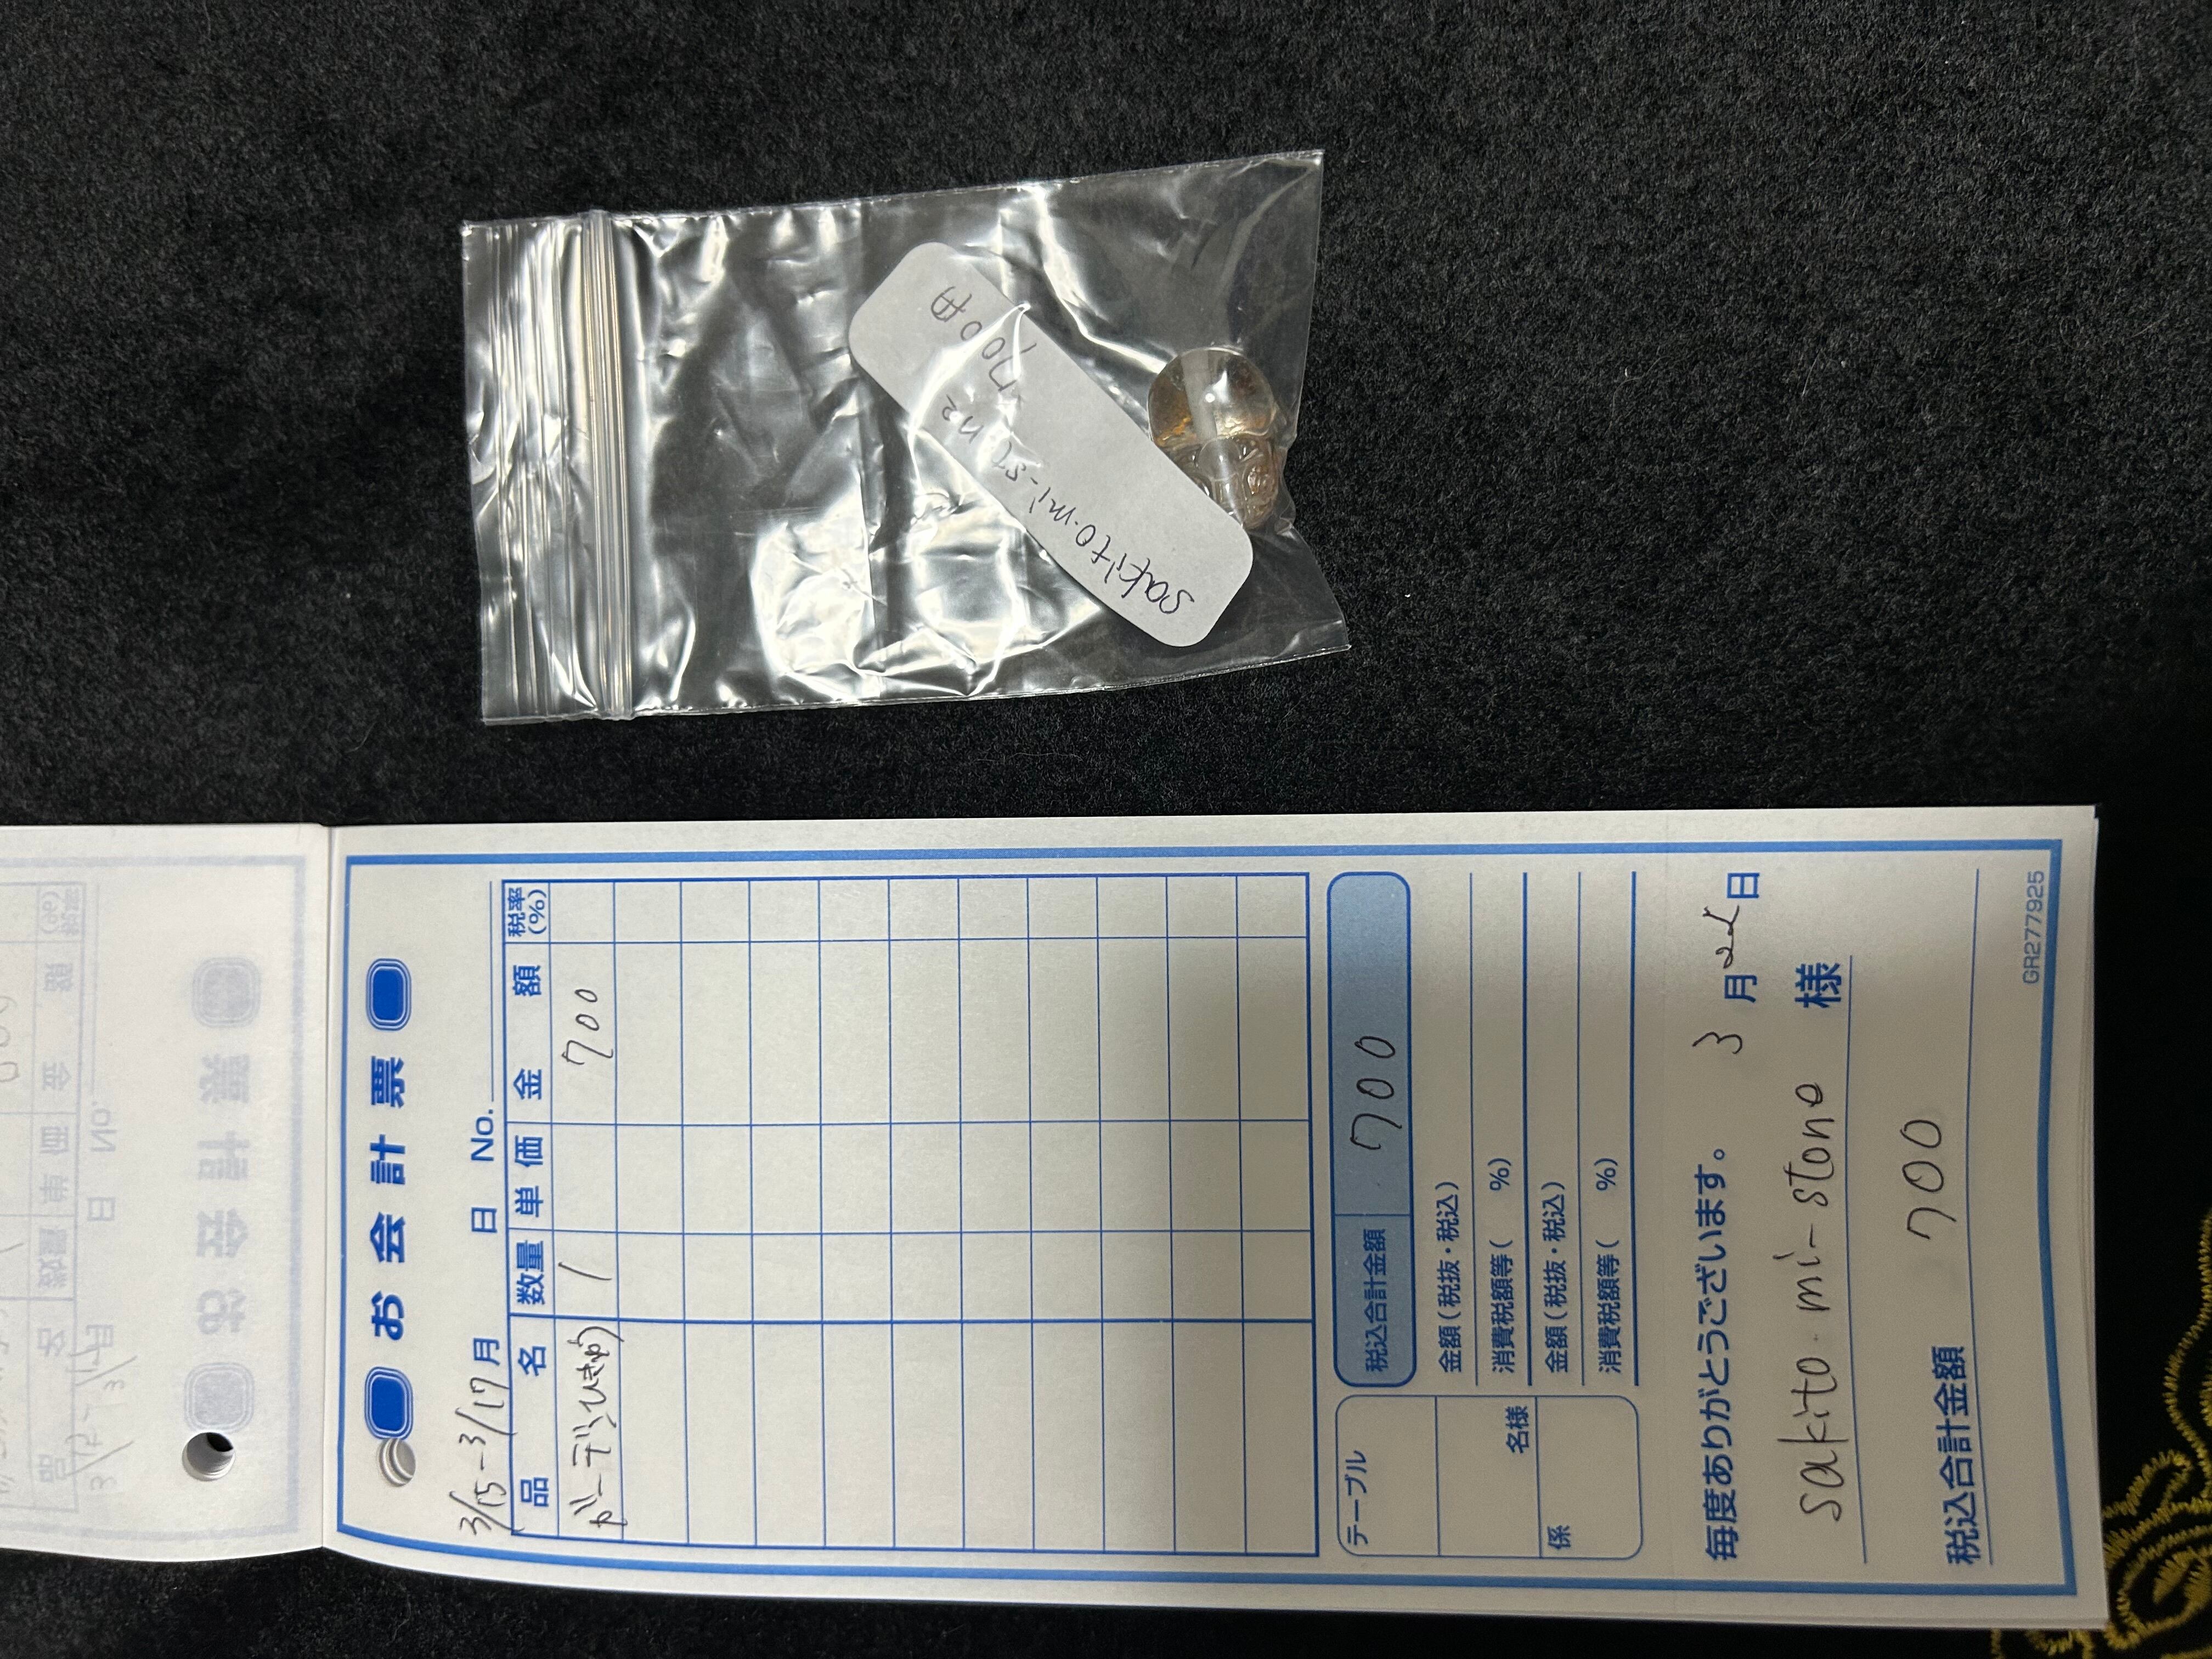 sakito.mi-stone
700円
お会計票
3/15-3/17月 日 No.
品名 数量 単価 金額 税率(%)
ガーデンひきゅう 1 700
税込合計金額 700
金額(税抜・税込)
消費税額等( %)
金額(税抜・税込)
消費税額等( %)
テーブル
名様
係
毎度ありがとうございます。 3月 日
sakito.mi-stone 様
税込合計金額 700
GR277925